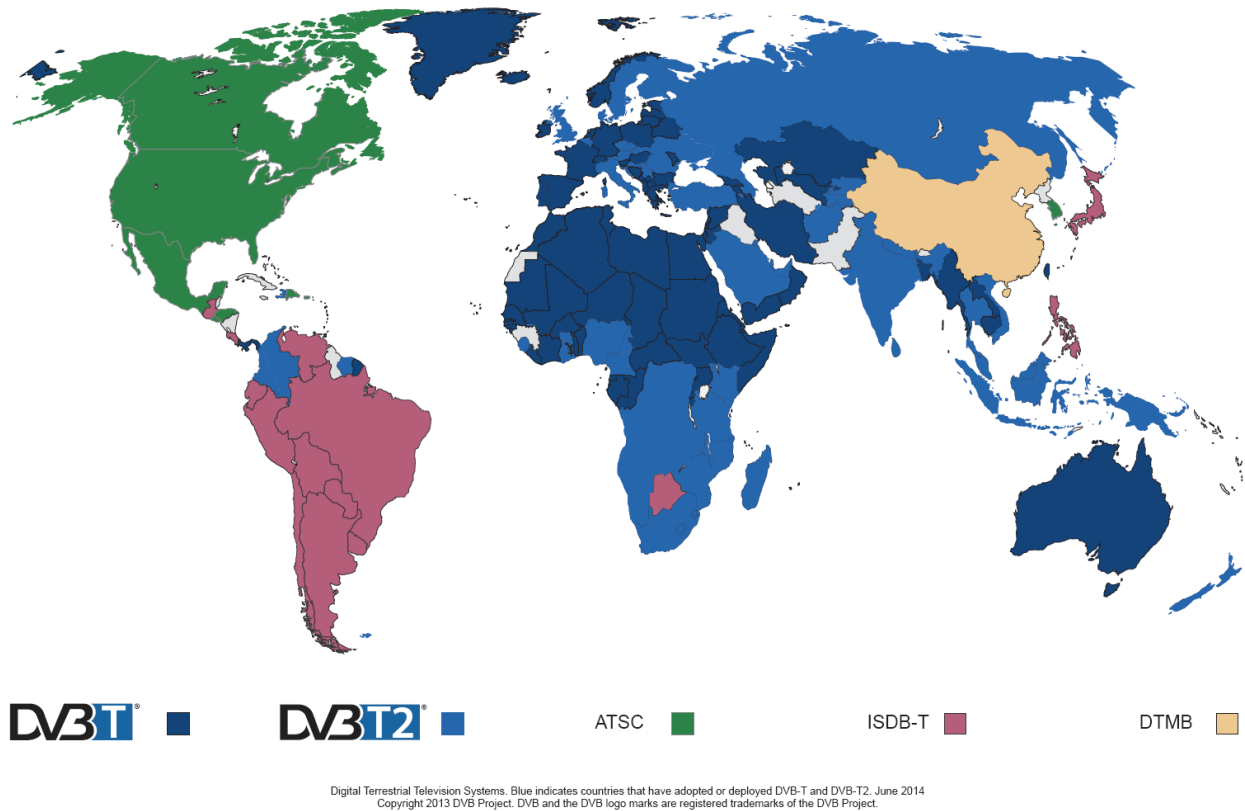 DVB T ®
DVB T2 ®
ATSC
ISDB-T
DTMB
Digital Terrestrial Television Systems. Blue indicates countries that have adopted or deployed DVB-T and DVB-T2. June 2014
Copyright 2013 DVB Project. DVB and the DVB logo marks are registered trademarks of the DVB Project.